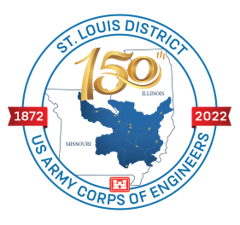 ST. LOUIS DISTRICT
150th
ILLINOIS
1872
2022
MISSOURI
US ARMY CORPS OF ENGINEERS